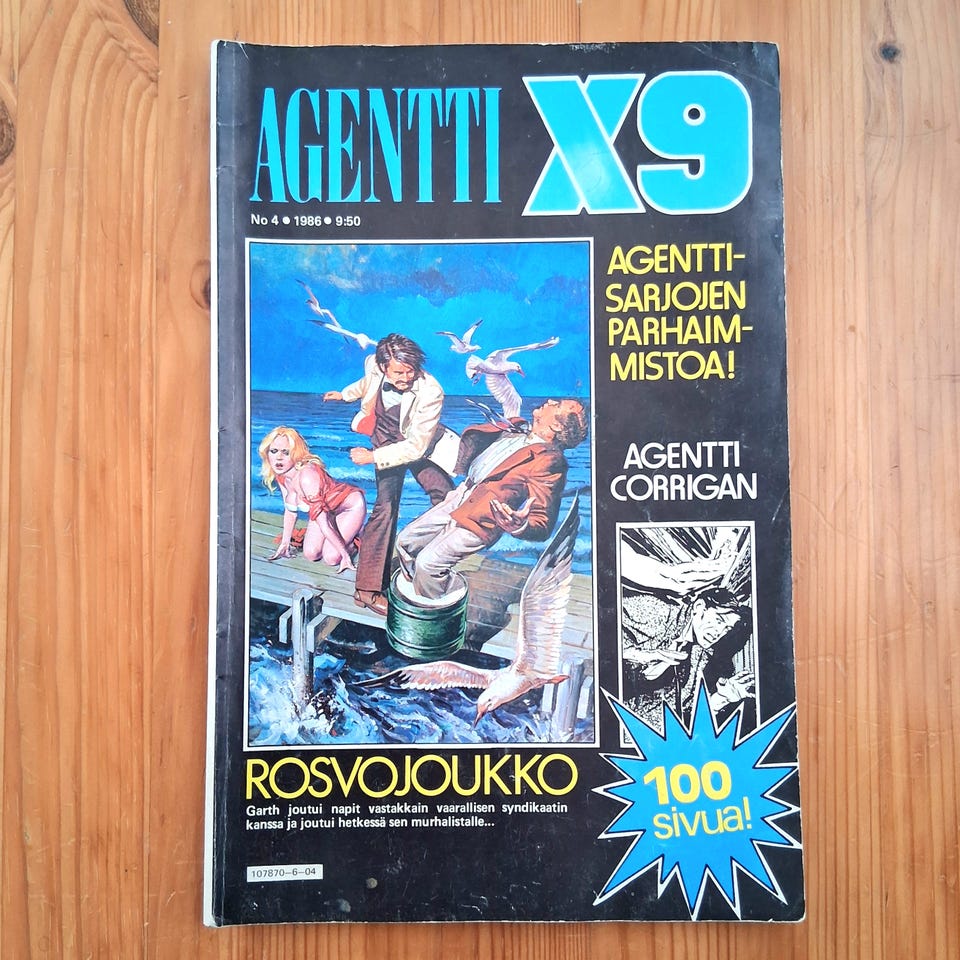 AGENTTI X9
No 4 • 1986 • 9:50
AGENTTI-
SARJOJEN
PARHAIM-
MISTOA!
AGENTTI
CORRIGAN
100
sivua!
ROSVOJOUKKO
Garth joutui napit vastakkain vaarallisen syndikaatin
kanssa ja joutui hetkessä sen murhalistalle...
107870-6-04